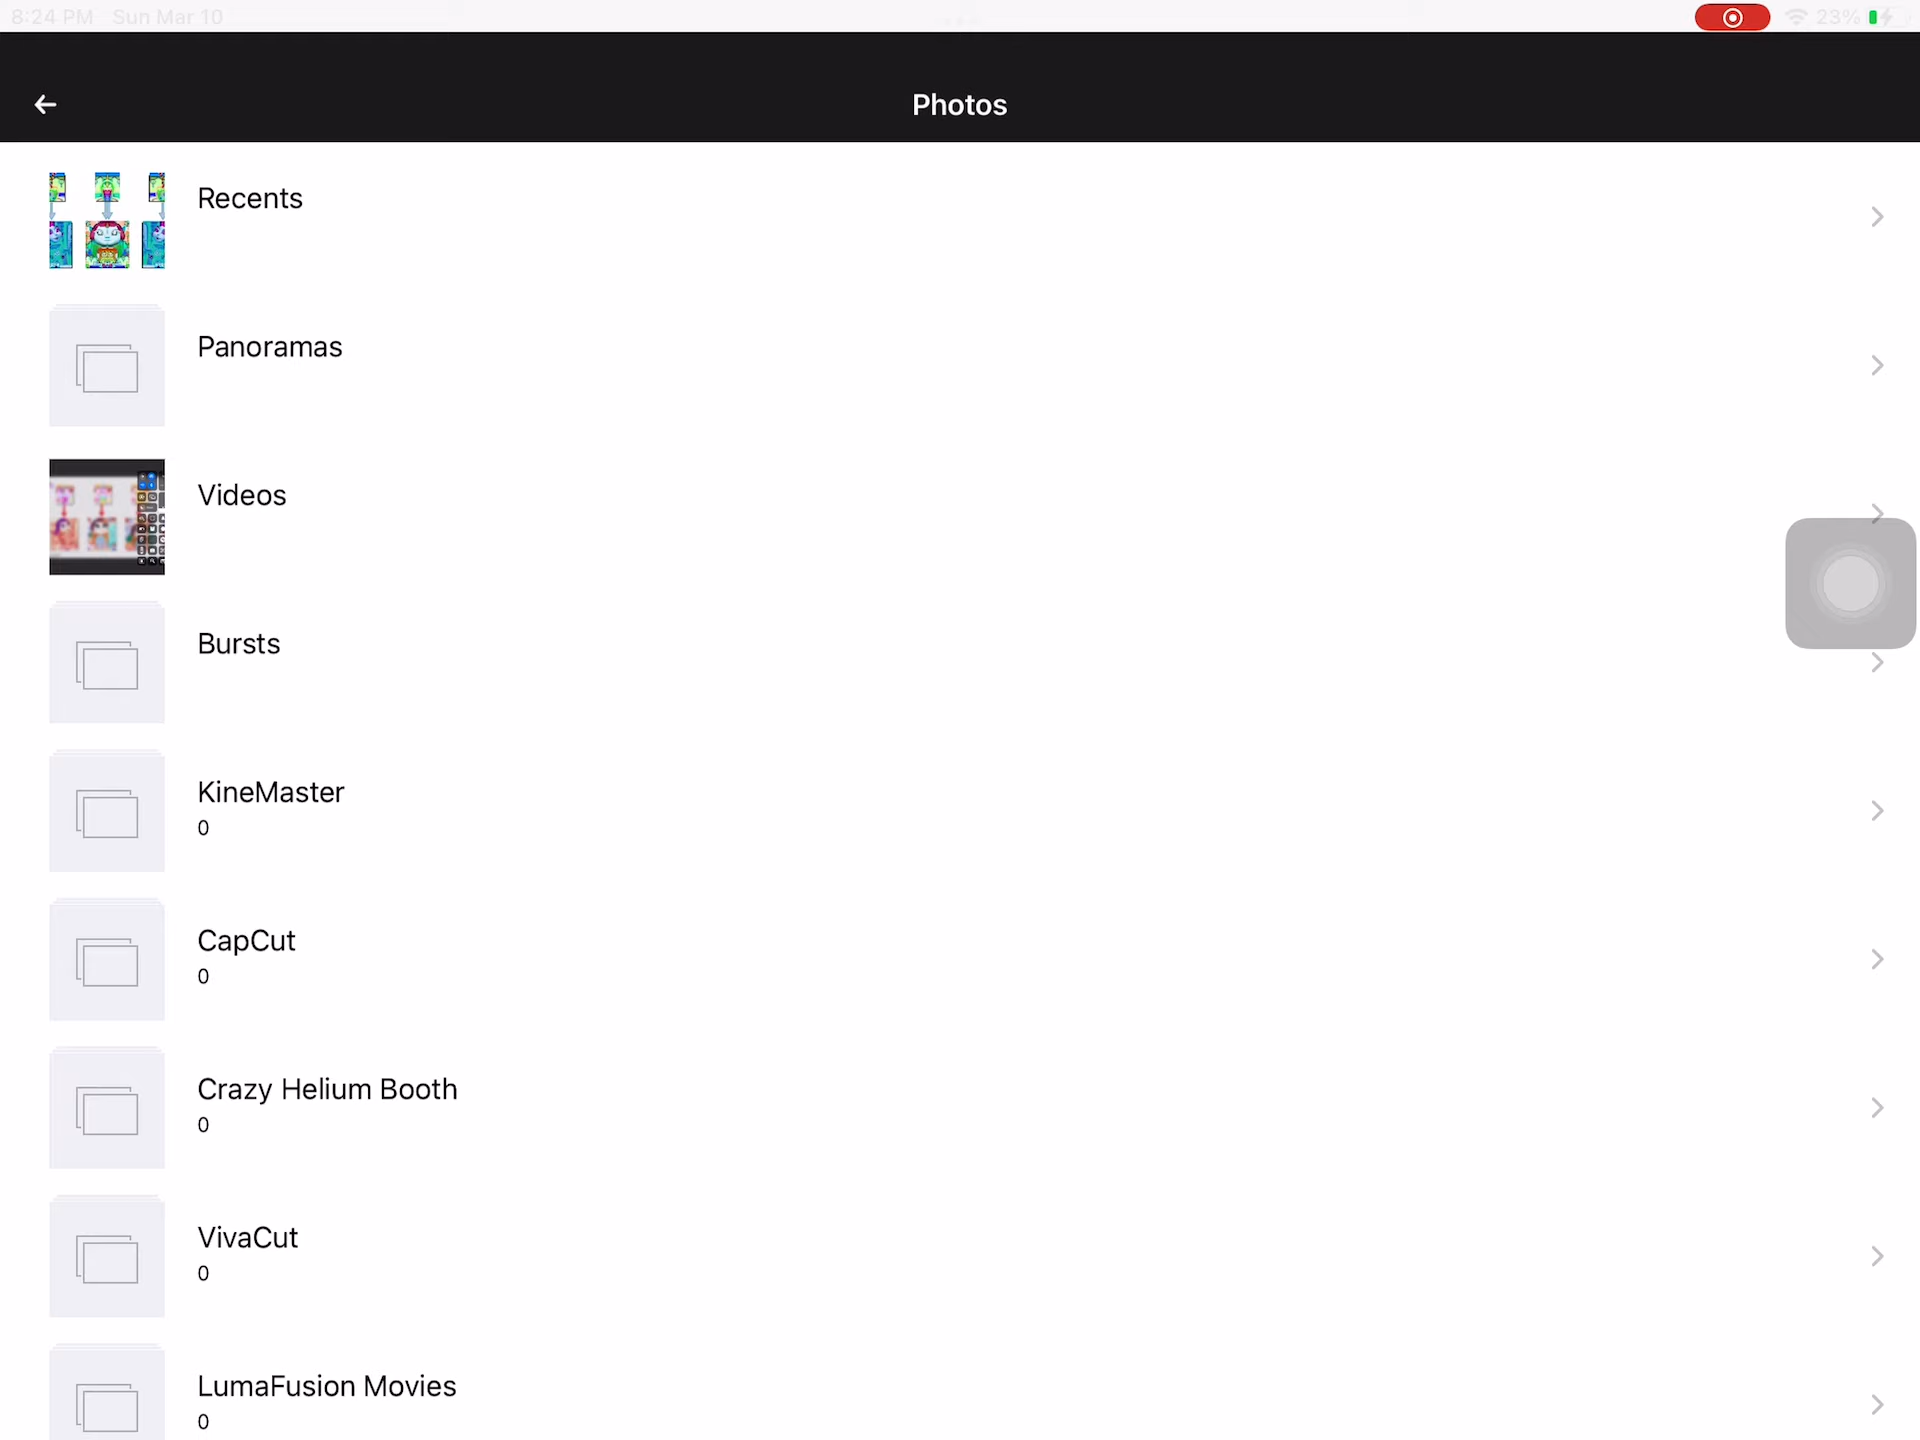 8:24 PM Sun Mar 10
23%
Photos
Recents
Panoramas
Videos
Bursts
KineMaster
0
CapCut
0
Crazy Helium Booth
0
VivaCut
0
LumaFusion Movies
0